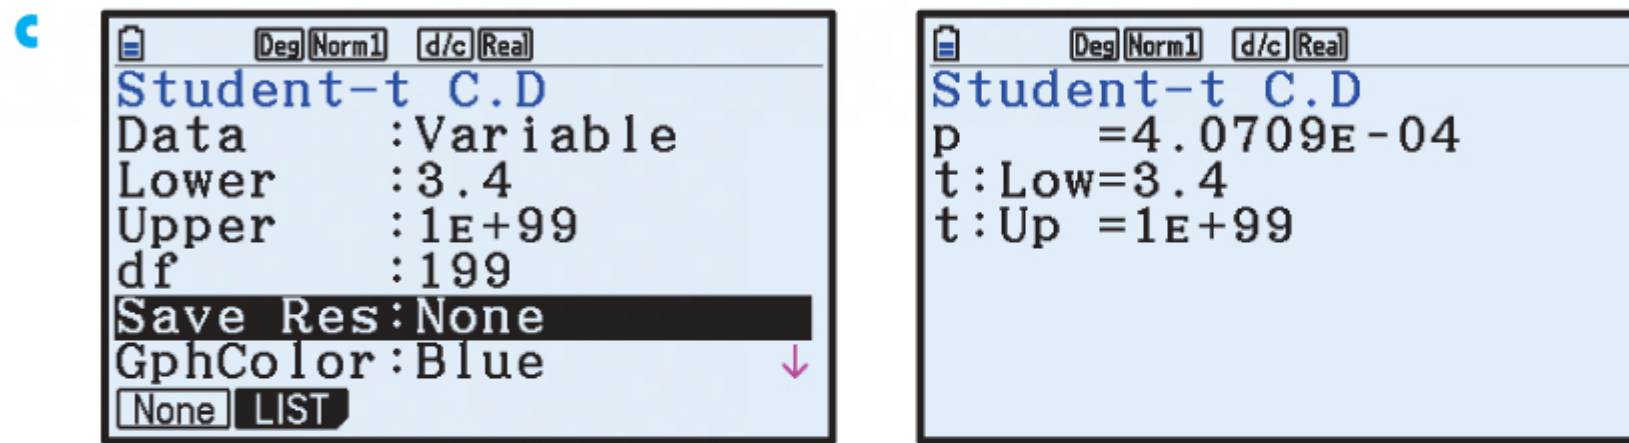 c
Deg Norm1 d/c Real
Student-t C.D
Data :Variable
Lower :3.4
Upper :1E+99
df :199
Save Res:None
GphColor:Blue ↓
None LIST
Deg Norm1 d/c Real
Student-t C.D
p =4.0709E-04
t:Low=3.4
t:Up =1E+99